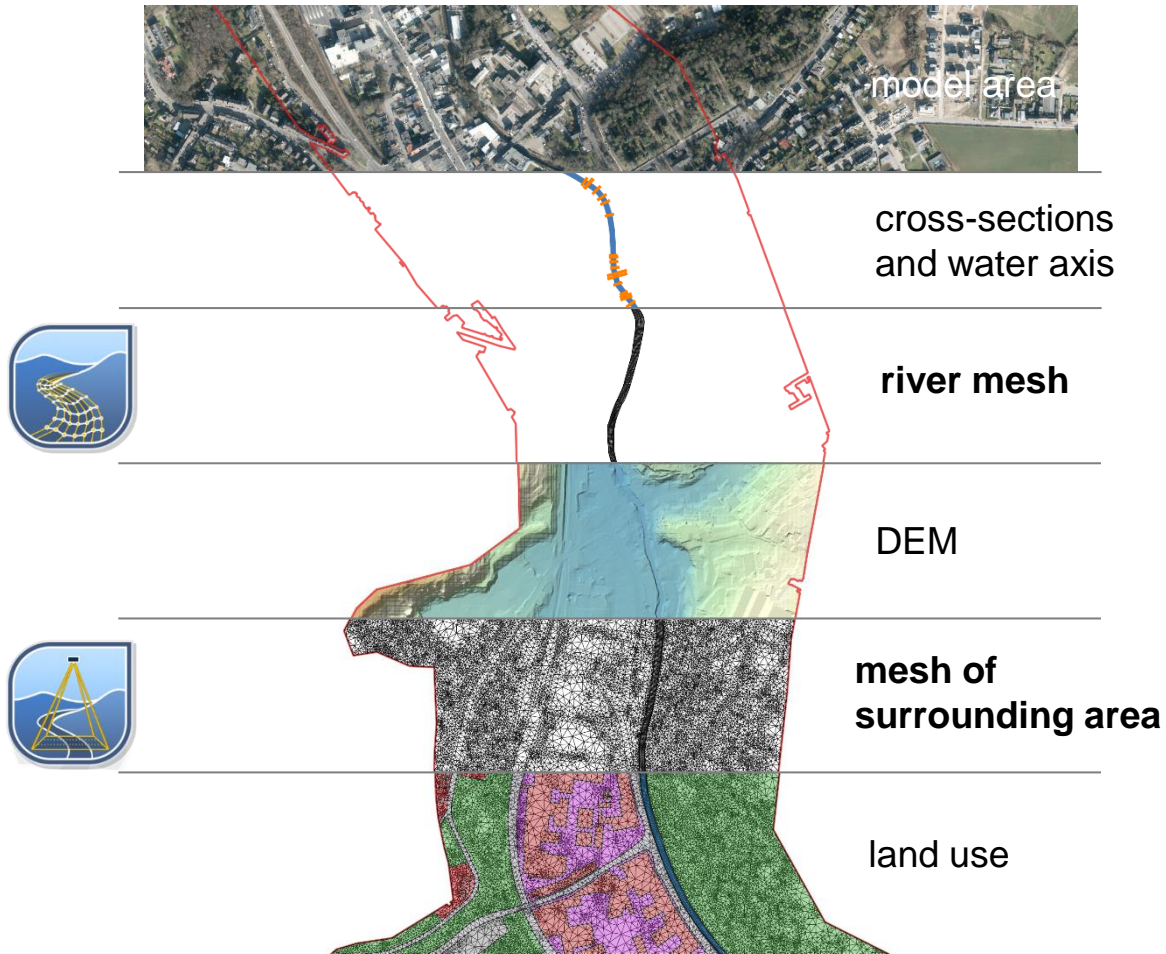 model area
cross-sections
and water axis
river mesh
DEM
mesh of
surrounding area
land use